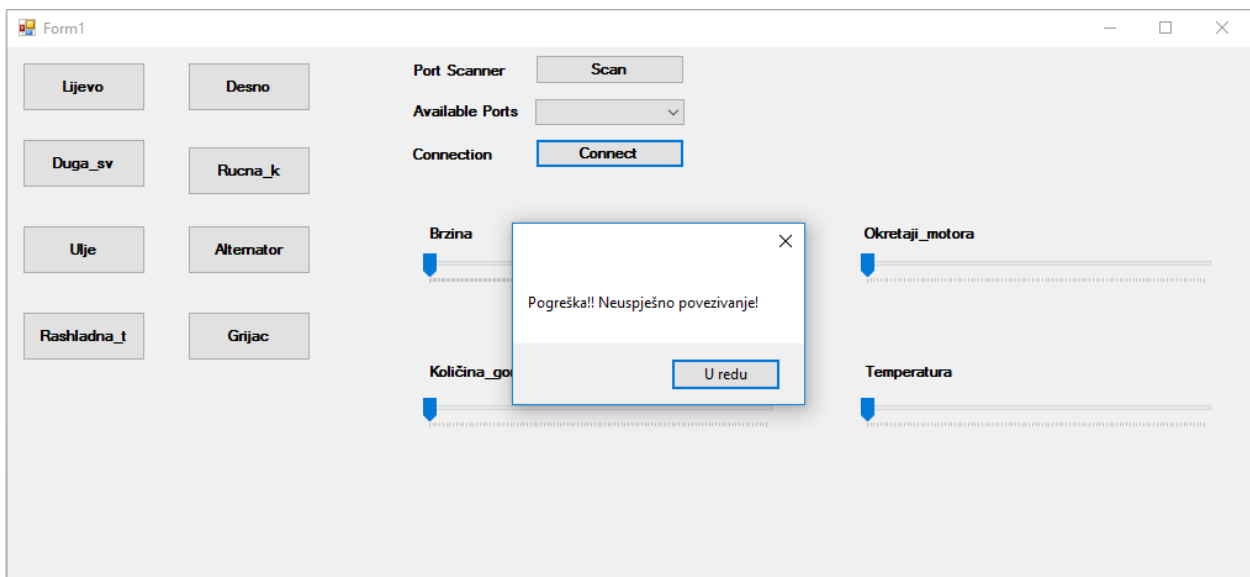 Form1
Lijevo
Desno
Duga_sv
Rucna_k
Ulje
Alternator
Rashladna_t
Grijac
Port Scanner
Scan
Available Ports
Connection
Connect
Brzina
Okretaji_motora
Pogreška!! Neuspješno povezivanje!
U redu
Količina_gor
Temperatura